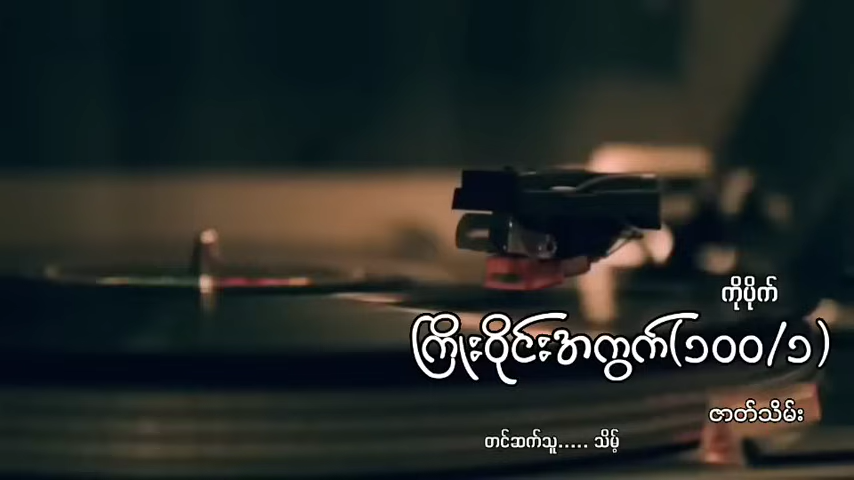 ကိုပိုက်
ကြိုးဝိုင်းအကွက်(၁၀၀/၁)
ဇာတ်သိမ်း
တင်ဆက်သူ..... သိမ့်